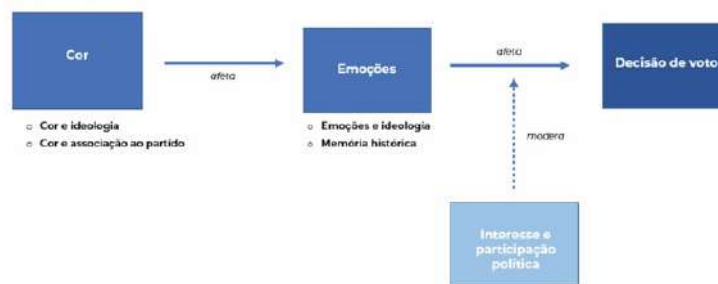 Cor
afeta
Emoções
afeta
Decisão de voto
o Cor e ideologia
o Cor e associação ao partido
o Emoções e ideologia
o Memória histórica
modera
Interesse e
participação
política